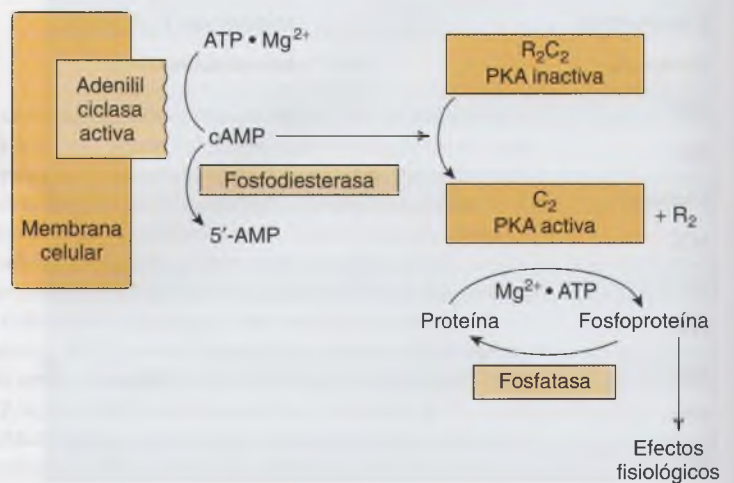 ATP • Mg²⁺
Adenilil
ciclasa
activa
cAMP
Fosfodiesterasa
5′-AMP
Membrana
celular
R₂C₂
PKA inactiva
C₂
PKA activa
+ R₂
Mg²⁺ • ATP
Proteína
Fosfoproteína
Fosfatasa
Efectos
fisiológicos